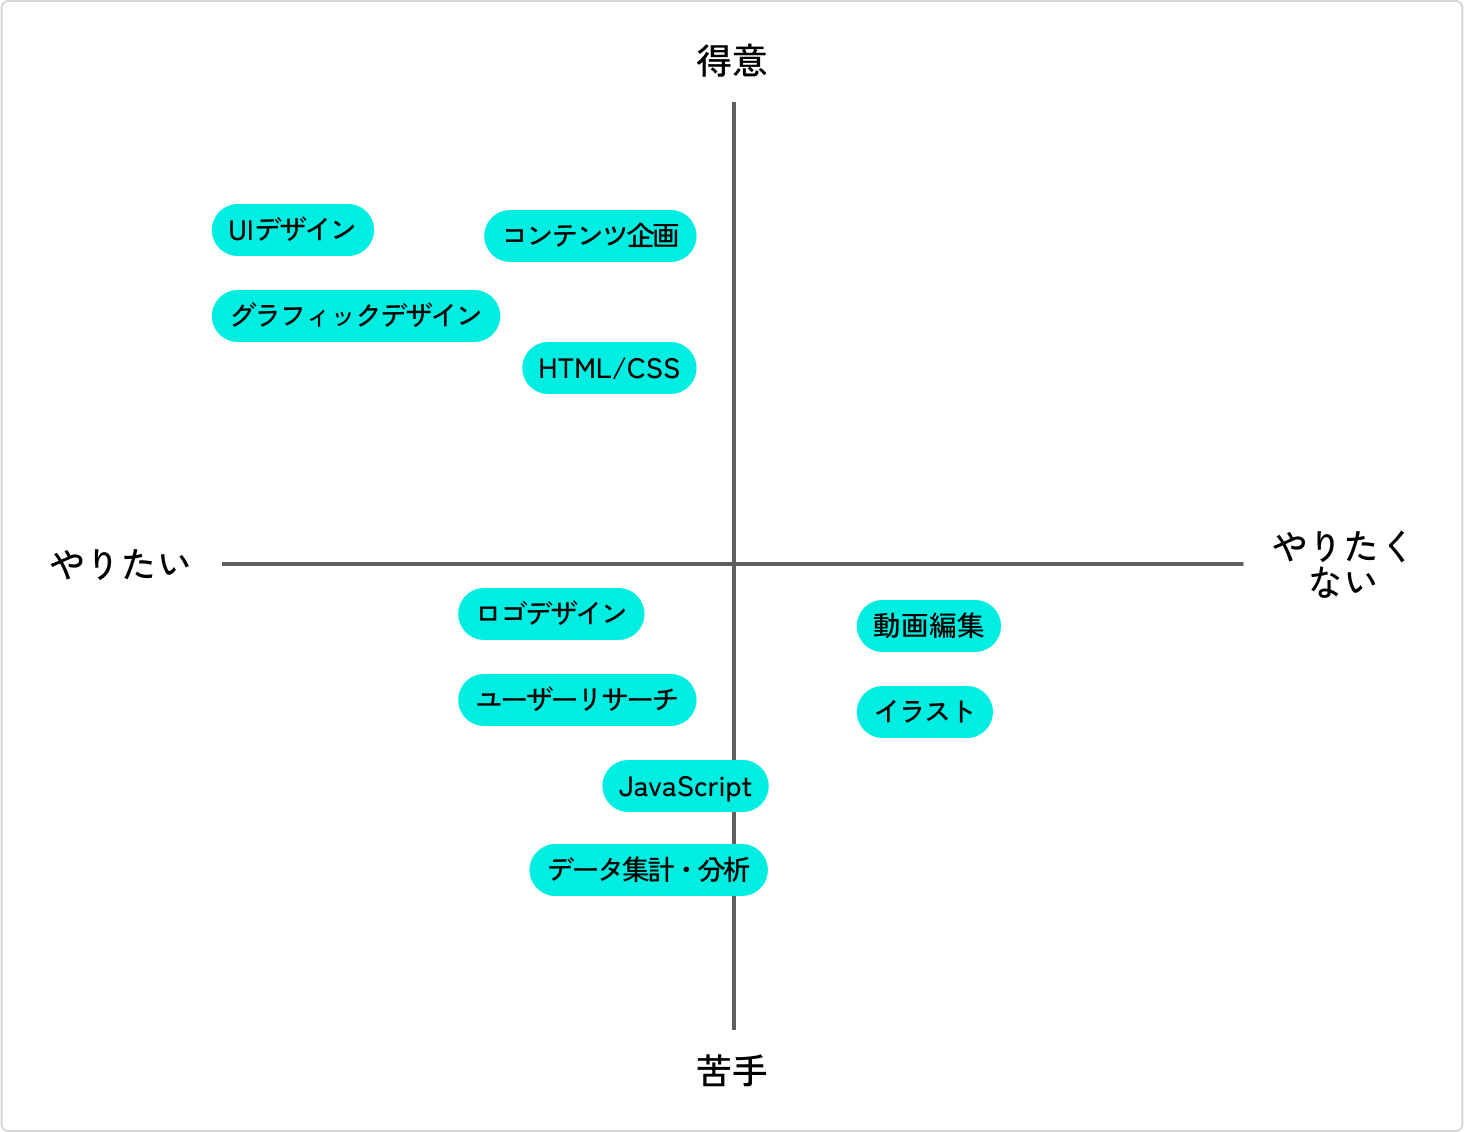 得意
UIデザイン
コンテンツ企画
グラフィックデザイン
HTML/CSS
やりたい
やりたく
ない
ロゴデザイン
動画編集
ユーザーリサーチ
イラスト
JavaScript
データ集計・分析
苦手